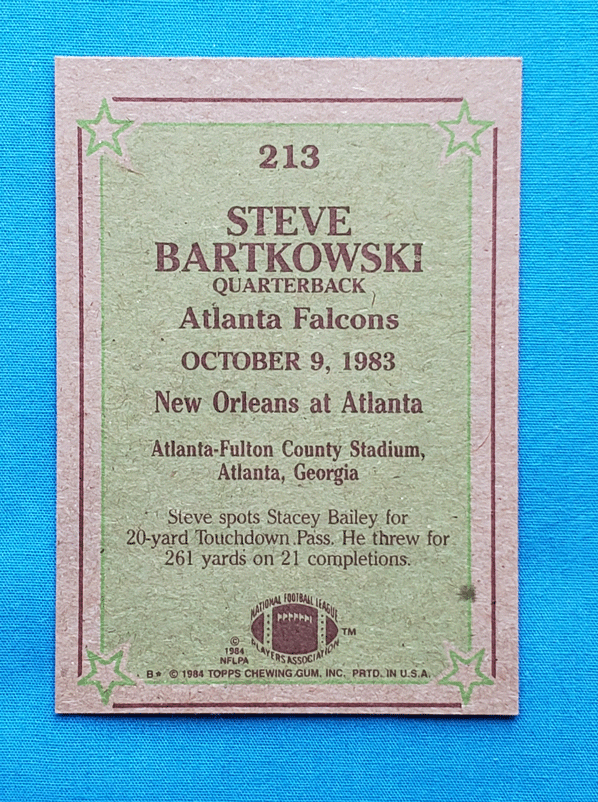 213
STEVE
BARTKOWSKI
QUARTERBACK
Atlanta Falcons
OCTOBER 9, 1983
New Orleans at Atlanta
Atlanta-Fulton County Stadium,
Atlanta, Georgia
Steve spots Stacey Bailey for
20-yard Touchdown Pass. He threw for
261 yards on 21 completions.
NATIONAL FOOTBALL LEAGUE
PLAYERS ASSOCIATION
TM
©
1984
NFLPA
B* © 1984 TOPPS CHEWING GUM, INC. PRTD. IN U.S.A.